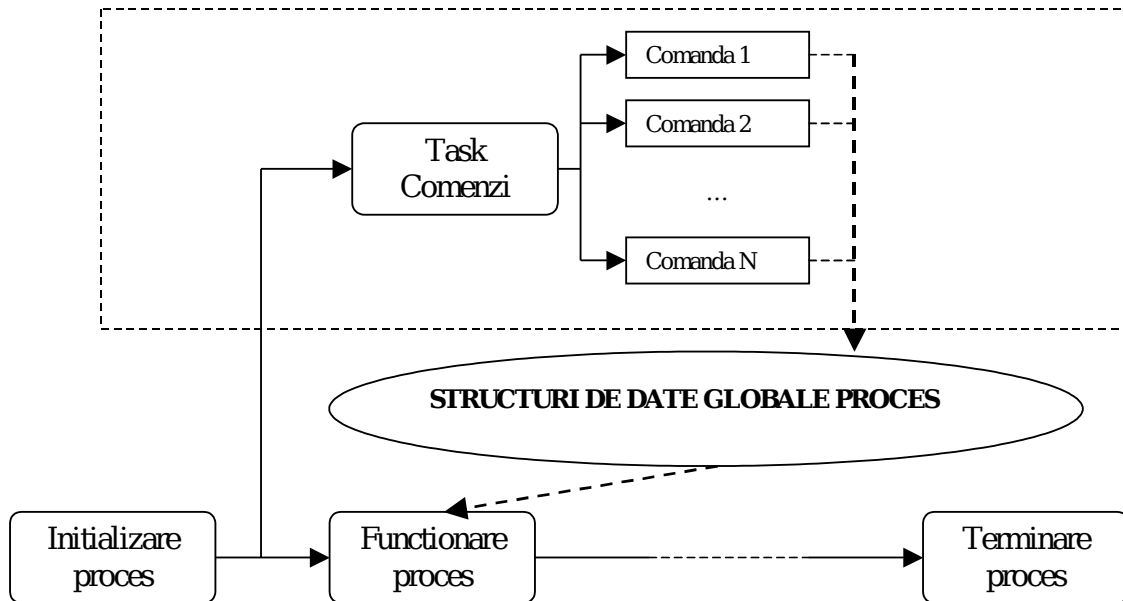 Comanda 1
Comanda 2
Task
Comenzi
...
Comanda N
STRUCTURI DE DATE GLOBALE PROCES
Initializare
proces
Functionare
proces
Terminare
proces